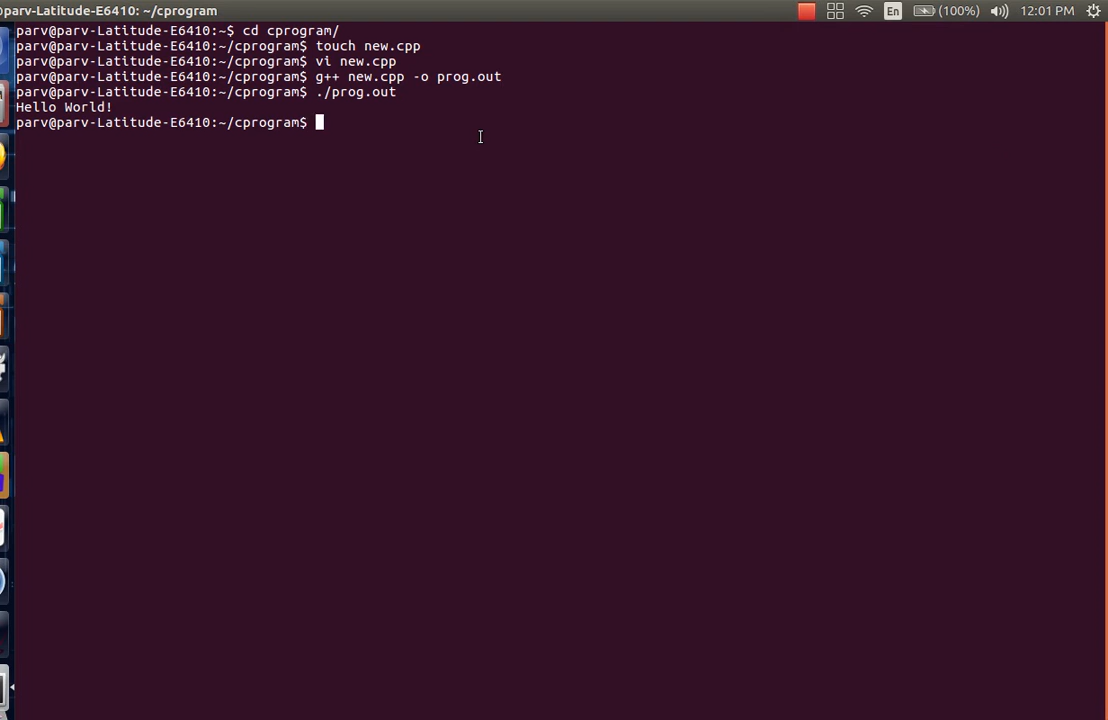 parv@parv-Latitude-E6410: ~/cprogram
En
(100%)
12:01 PM
parv@parv-Latitude-E6410:~$ cd cprogram/
parv@parv-Latitude-E6410:~/cprogram$ touch new.cpp
parv@parv-Latitude-E6410:~/cprogram$ vi new.cpp
parv@parv-Latitude-E6410:~/cprogram$ g++ new.cpp -o prog.out
parv@parv-Latitude-E6410:~/cprogram$ ./prog.out
Hello World!
parv@parv-Latitude-E6410:~/cprogram$